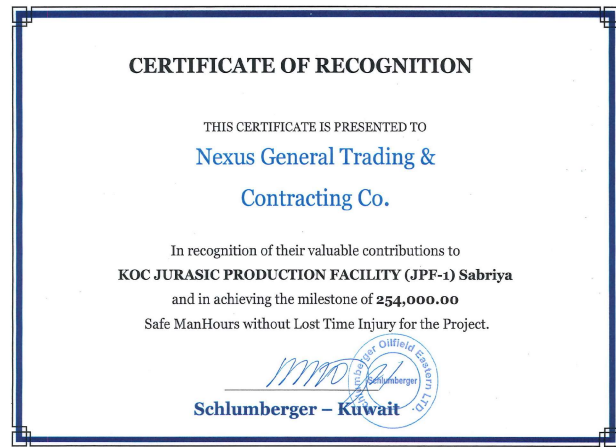 CERTIFICATE OF RECOGNITION
THIS CERTIFICATE IS PRESENTED TO
Nexus General Trading &
Contracting Co.
In recognition of their valuable contributions to
KOC JURASIC PRODUCTION FACILITY (JPF-1) Sabriya
and in achieving the milestone of 254,000.00
Safe ManHours without Lost Time Injury for the Project.
Schlumberger Oilfield Eastern LTD.
Schlumberger
Schlumberger – Kuwait